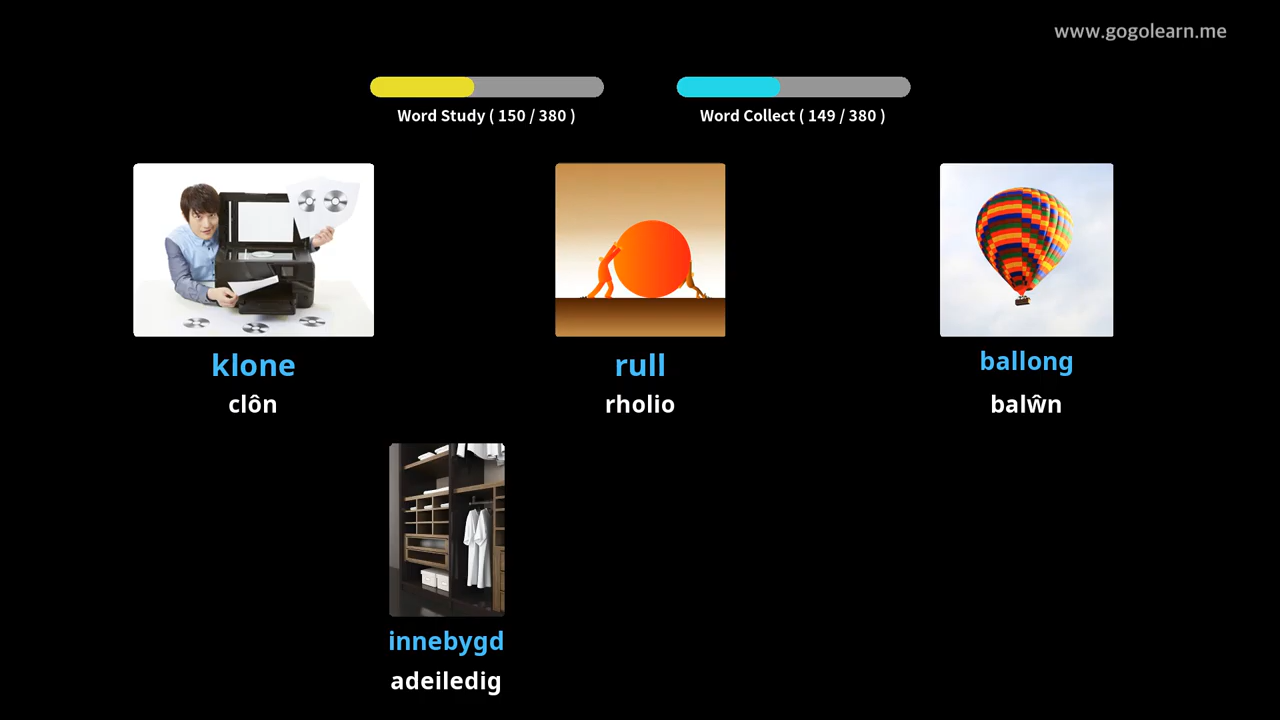 www.gogolearn.me
Word Study ( 150 / 380 )
Word Collect ( 149 / 380 )
klone
clôn
rull
rholio
ballong
balŵn
innebygd
adeiledig